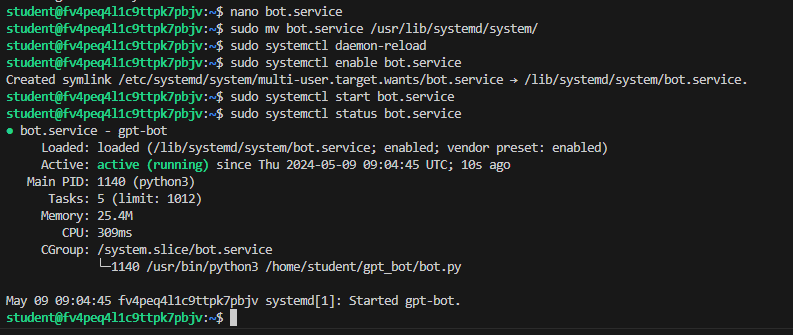 student@fv4peq4l1c9ttpk7pbjv:~$ nano bot.service
student@fv4peq4l1c9ttpk7pbjv:~$ sudo mv bot.service /usr/lib/systemd/system/
student@fv4peq4l1c9ttpk7pbjv:~$ sudo systemctl daemon-reload
student@fv4peq4l1c9ttpk7pbjv:~$ sudo systemctl enable bot.service
Created symlink /etc/systemd/system/multi-user.target.wants/bot.service → /lib/systemd/system/bot.service.
student@fv4peq4l1c9ttpk7pbjv:~$ sudo systemctl start bot.service
student@fv4peq4l1c9ttpk7pbjv:~$ sudo systemctl status bot.service
● bot.service - gpt-bot
     Loaded: loaded (/lib/systemd/system/bot.service; enabled; vendor preset: enabled)
     Active: active (running) since Thu 2024-05-09 09:04:45 UTC; 10s ago
   Main PID: 1140 (python3)
      Tasks: 5 (limit: 1012)
     Memory: 25.4M
        CPU: 309ms
     CGroup: /system.slice/bot.service
             └─1140 /usr/bin/python3 /home/student/gpt_bot/bot.py

May 09 09:04:45 fv4peq4l1c9ttpk7pbjv systemd[1]: Started gpt-bot.
student@fv4peq4l1c9ttpk7pbjv:~$